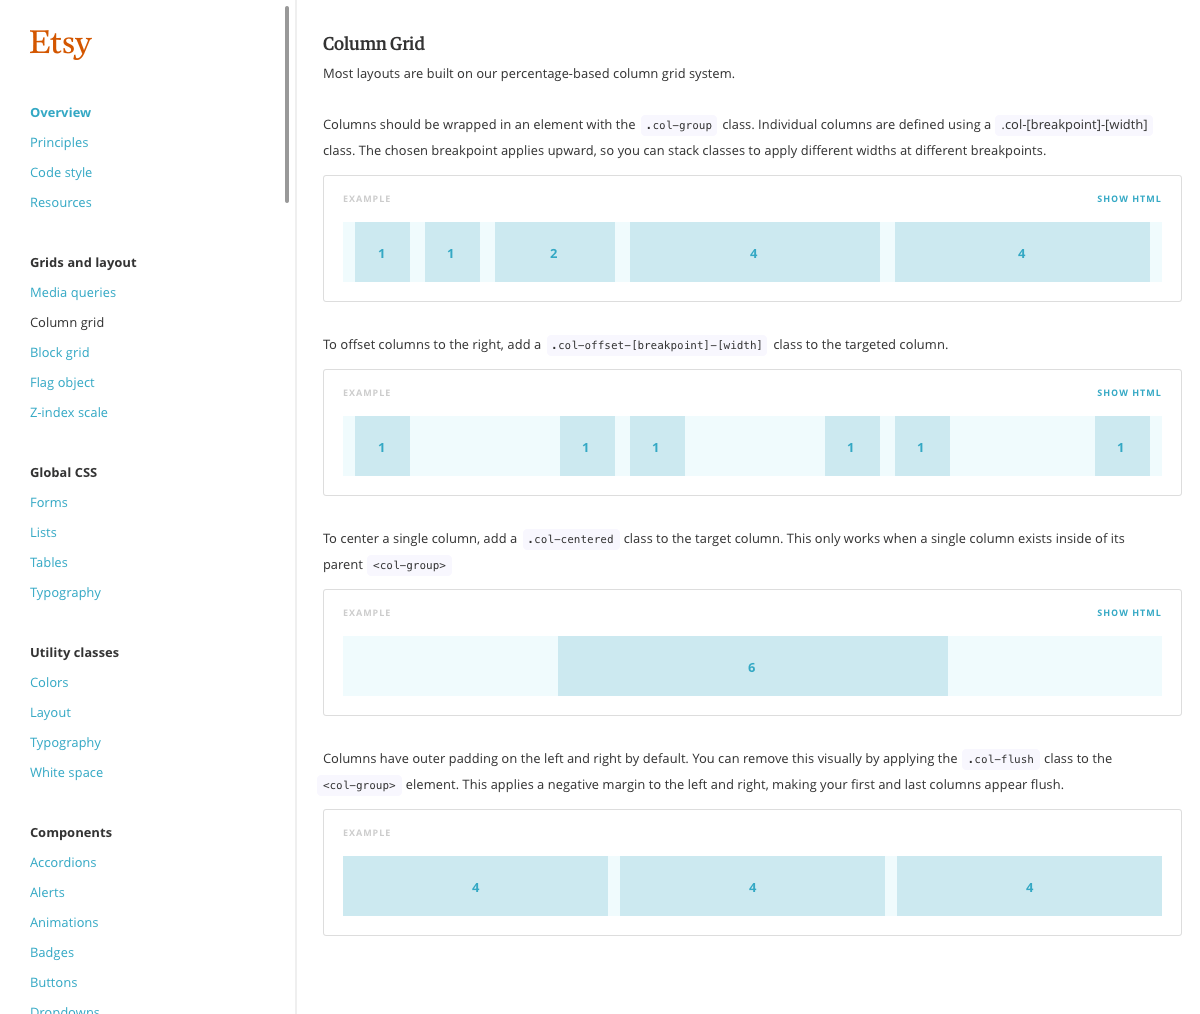 Etsy
Overview
Principles
Code style
Resources
Grids and layout
Media queries
Column grid
Block grid
Flag object
Z-index scale
Global CSS
Forms
Lists
Tables
Typography
Utility classes
Colors
Layout
Typography
White space
Components
Accordions
Alerts
Animations
Badges
Buttons
Dropdowns
Column Grid
Most layouts are built on our percentage-based column grid system.
Columns should be wrapped in an element with the .col-group class. Individual columns are defined using a .col-[breakpoint]-[width]
class. The chosen breakpoint applies upward, so you can stack classes to apply different widths at different breakpoints.
EXAMPLE SHOW HTML
1 1 2 4 4
To offset columns to the right, add a .col-offset-[breakpoint]-[width] class to the targeted column.
EXAMPLE SHOW HTML
1 1 1 1 1 1
To center a single column, add a .col-centered class to the target column. This only works when a single column exists inside of its
parent <col-group>
EXAMPLE SHOW HTML
6
Columns have outer padding on the left and right by default. You can remove this visually by applying the .col-flush class to the
<col-group> element. This applies a negative margin to the left and right, making your first and last columns appear flush.
EXAMPLE
4 4 4